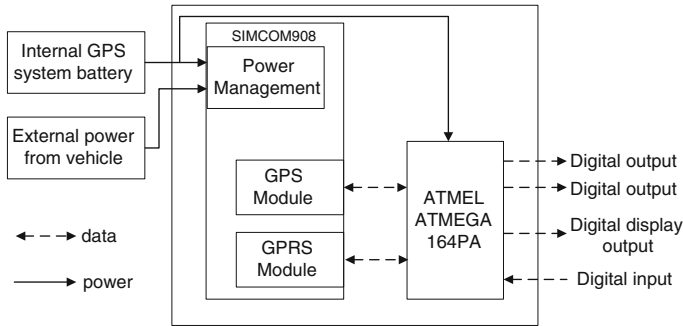 SIMCOM908
Internal GPS
system battery
Power
Management
External power
from vehicle
GPS
Module
GPRS
Module
ATMEL
ATMEGA
164PA
Digital output
Digital output
Digital display
output
Digital input
data
power